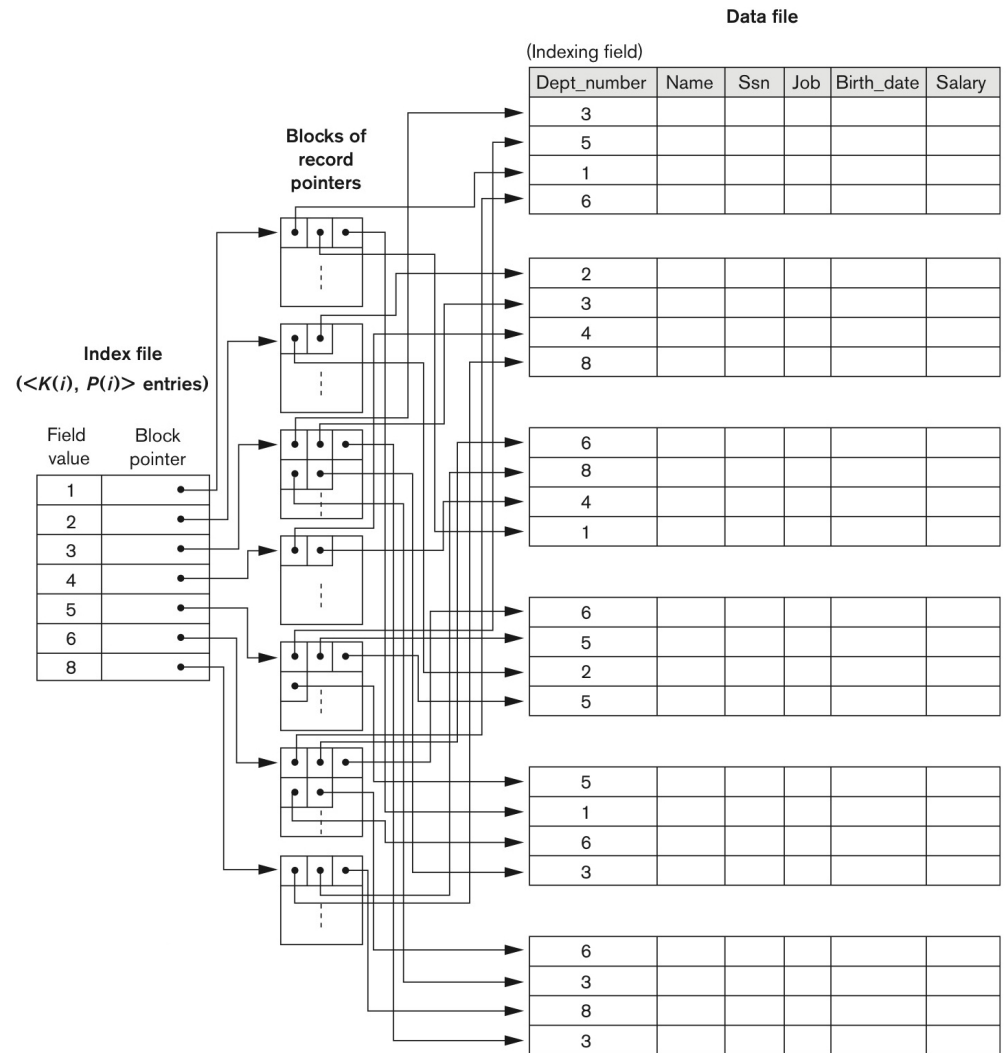 Data file
(Indexing field)
Dept_number Name Ssn Job Birth_date Salary
3
5
1
6
2
3
4
8
6
8
4
1
6
5
2
5
5
1
6
3
6
3
8
3
Blocks of
record
pointers
Index file
(<K(i), P(i)> entries)
Field
value
Block
pointer
1
2
3
4
5
6
8